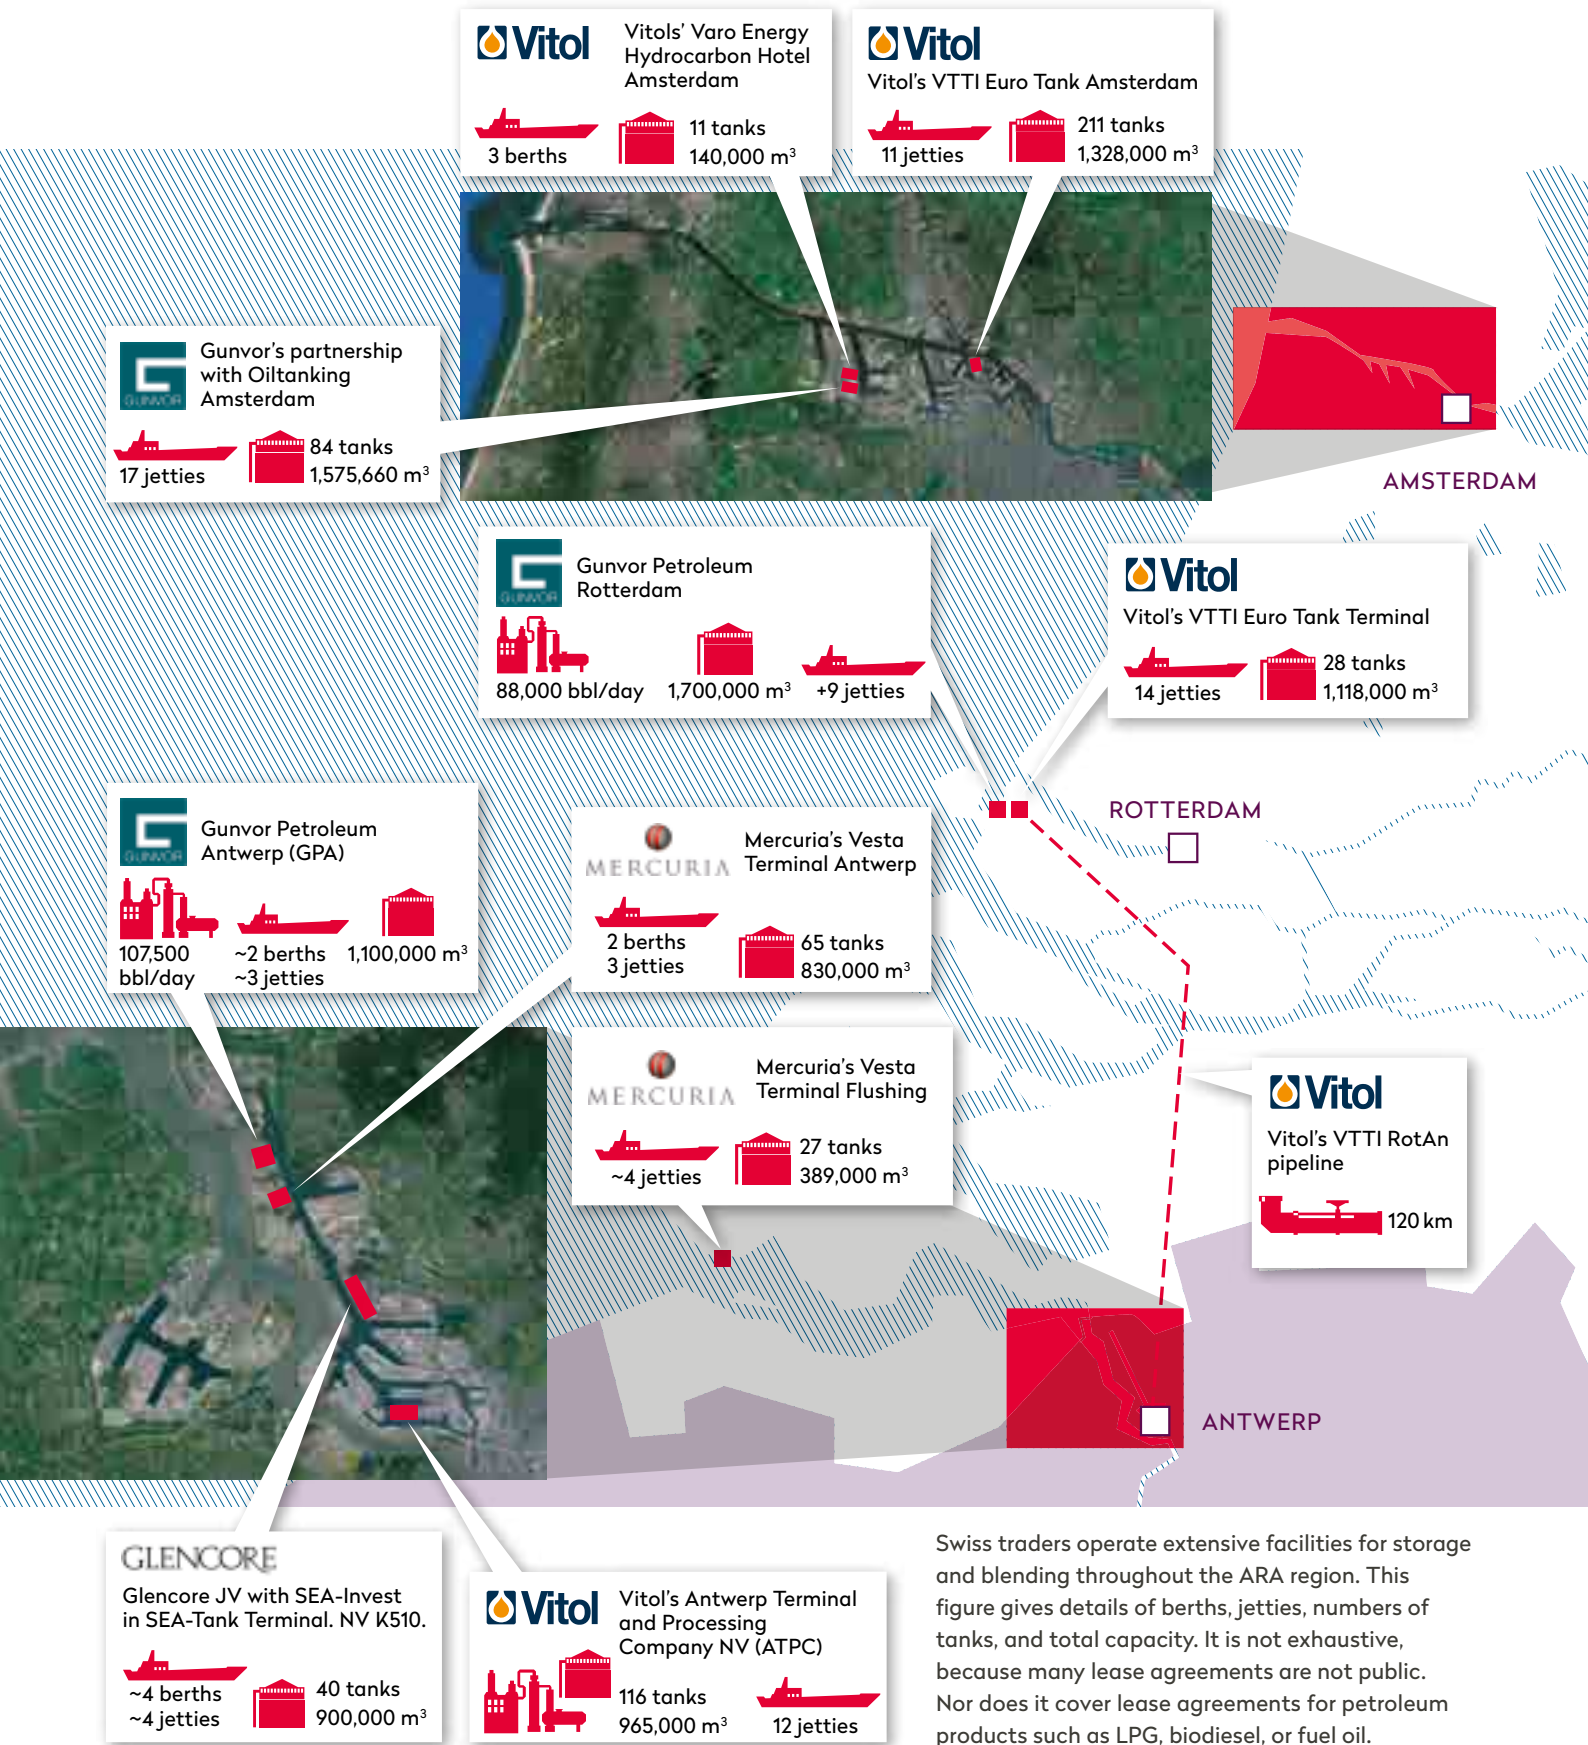 Vitol
Vitols' Varo Energy
Hydrocarbon Hotel
Amsterdam
3 berths
11 tanks
140,000 m³
Vitol
Vitol's VTTI Euro Tank Amsterdam
11 jetties
211 tanks
1,328,000 m³
GUNVOR
Gunvor's partnership
with Oiltanking
Amsterdam
17 jetties
84 tanks
1,575,660 m³
AMSTERDAM
GUNVOR
Gunvor Petroleum
Rotterdam
88,000 bbl/day
1,700,000 m³
+9 jetties
Vitol
Vitol's VTTI Euro Tank Terminal
14 jetties
28 tanks
1,118,000 m³
ROTTERDAM
GUNVOR
Gunvor Petroleum
Antwerp (GPA)
107,500
bbl/day
~2 berths
~3 jetties
1,100,000 m³
MERCURIA
Mercuria's Vesta
Terminal Antwerp
2 berths
3 jetties
65 tanks
830,000 m³
MERCURIA
Mercuria's Vesta
Terminal Flushing
~4 jetties
27 tanks
389,000 m³
Vitol
Vitol's VTTI RotAn
pipeline
120 km
ANTWERP
GLENCORE
Glencore JV with SEA-Invest
in SEA-Tank Terminal. NV K510.
~4 berths
~4 jetties
40 tanks
900,000 m³
Vitol
Vitol's Antwerp Terminal
and Processing
Company NV (ATPC)
116 tanks
965,000 m³
12 jetties
Swiss traders operate extensive facilities for storage
and blending throughout the ARA region. This
figure gives details of berths, jetties, numbers of
tanks, and total capacity. It is not exhaustive,
because many lease agreements are not public.
Nor does it cover lease agreements for petroleum
products such as LPG, biodiesel, or fuel oil.